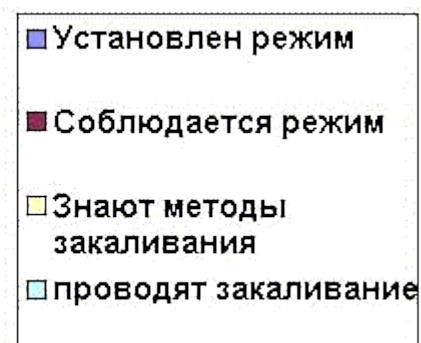 Установлен режим
Соблюдается режим
Знают методы
закаливания
проводят закаливание